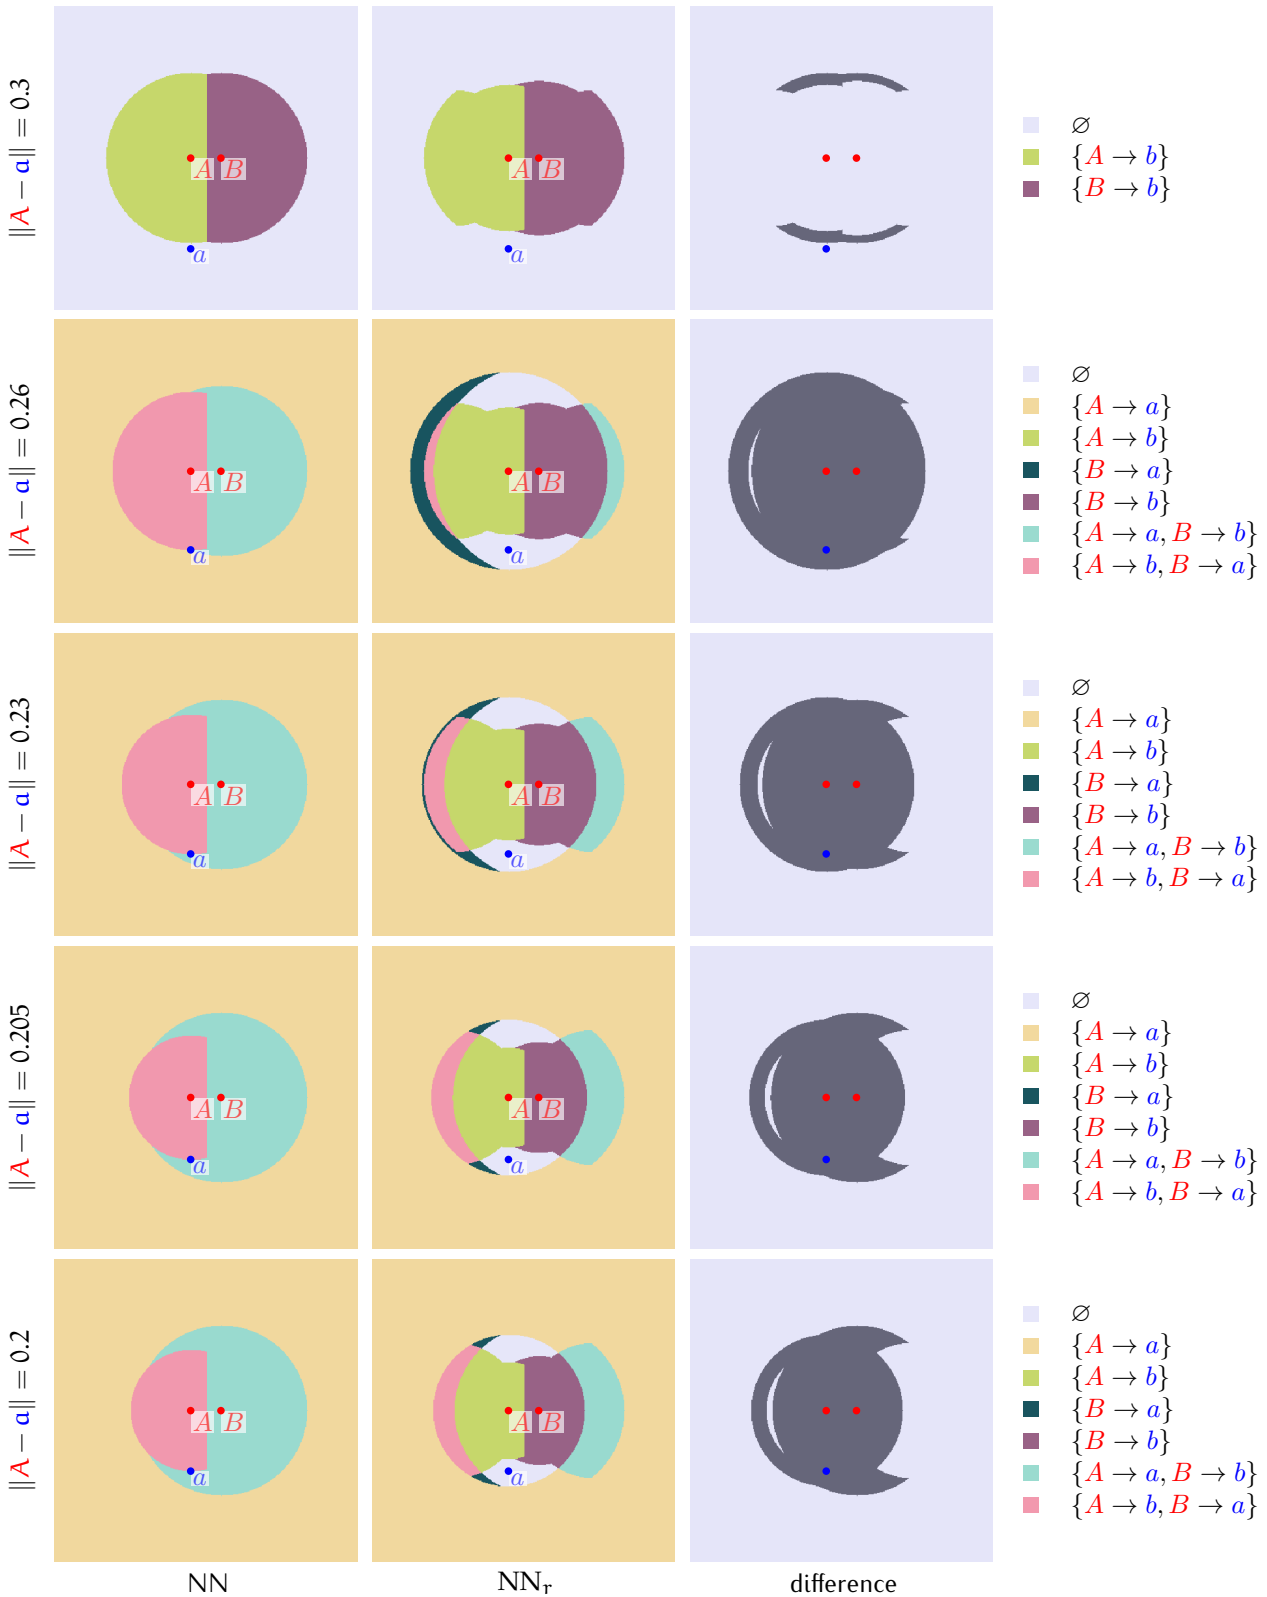 ‖A − a‖ = 0.3
A B
a
A B
a
∅
{A → b}
{B → b}
‖A − a‖ = 0.26
A B
a
A B
a
∅
{A → a}
{A → b}
{B → a}
{B → b}
{A → a, B → b}
{A → b, B → a}
‖A − a‖ = 0.23
A B
a
A B
a
∅
{A → a}
{A → b}
{B → a}
{B → b}
{A → a, B → b}
{A → b, B → a}
‖A − a‖ = 0.205
A B
a
A B
a
∅
{A → a}
{A → b}
{B → a}
{B → b}
{A → a, B → b}
{A → b, B → a}
‖A − a‖ = 0.2
A B
a
A B
a
∅
{A → a}
{A → b}
{B → a}
{B → b}
{A → a, B → b}
{A → b, B → a}
NN NNr difference